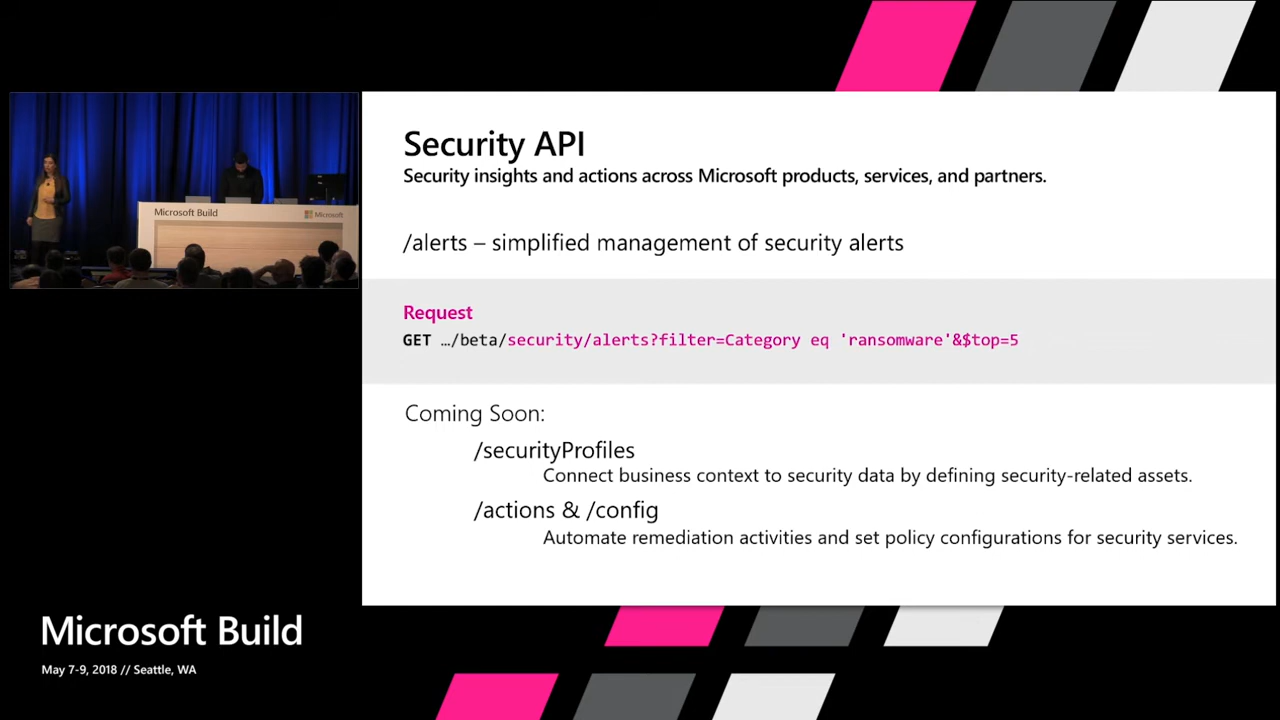 Security API
Security insights and actions across Microsoft products, services, and partners.
/alerts – simplified management of security alerts
Request
GET …/beta/security/alerts?filter=Category eq 'ransomware'&$top=5
Coming Soon:
/securityProfiles
Connect business context to security data by defining security-related assets.
/actions & /config
Automate remediation activities and set policy configurations for security services.
Microsoft Build
Microsoft
Microsoft Build
May 7-9, 2018 // Seattle, WA